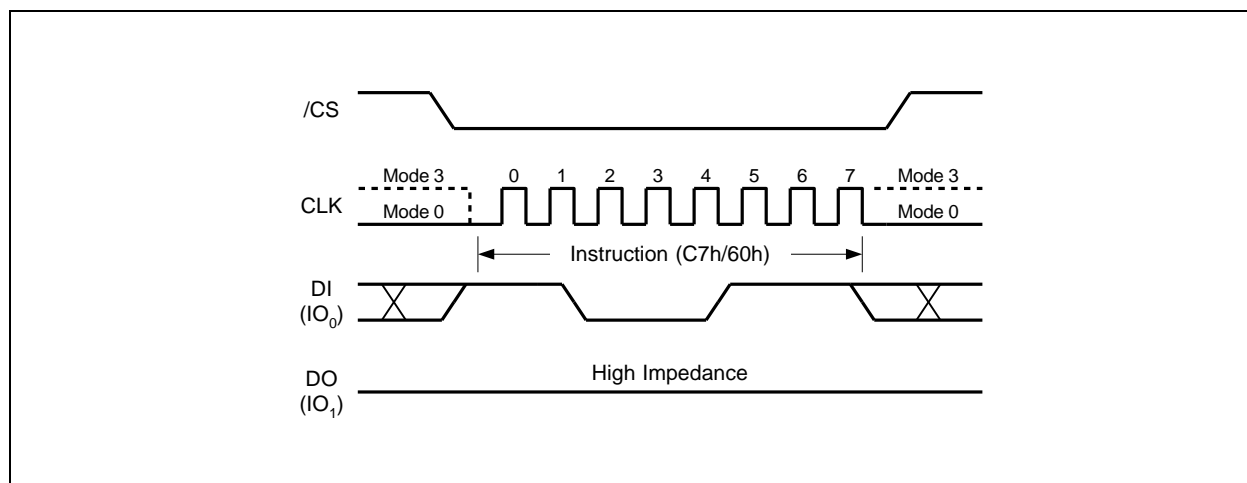 /CS
Mode 3 0 1 2 3 4 5 6 7 Mode 3
CLK Mode 0 Mode 0
Instruction (C7h/60h)
DI
(IO₀)
High Impedance
DO
(IO₁)